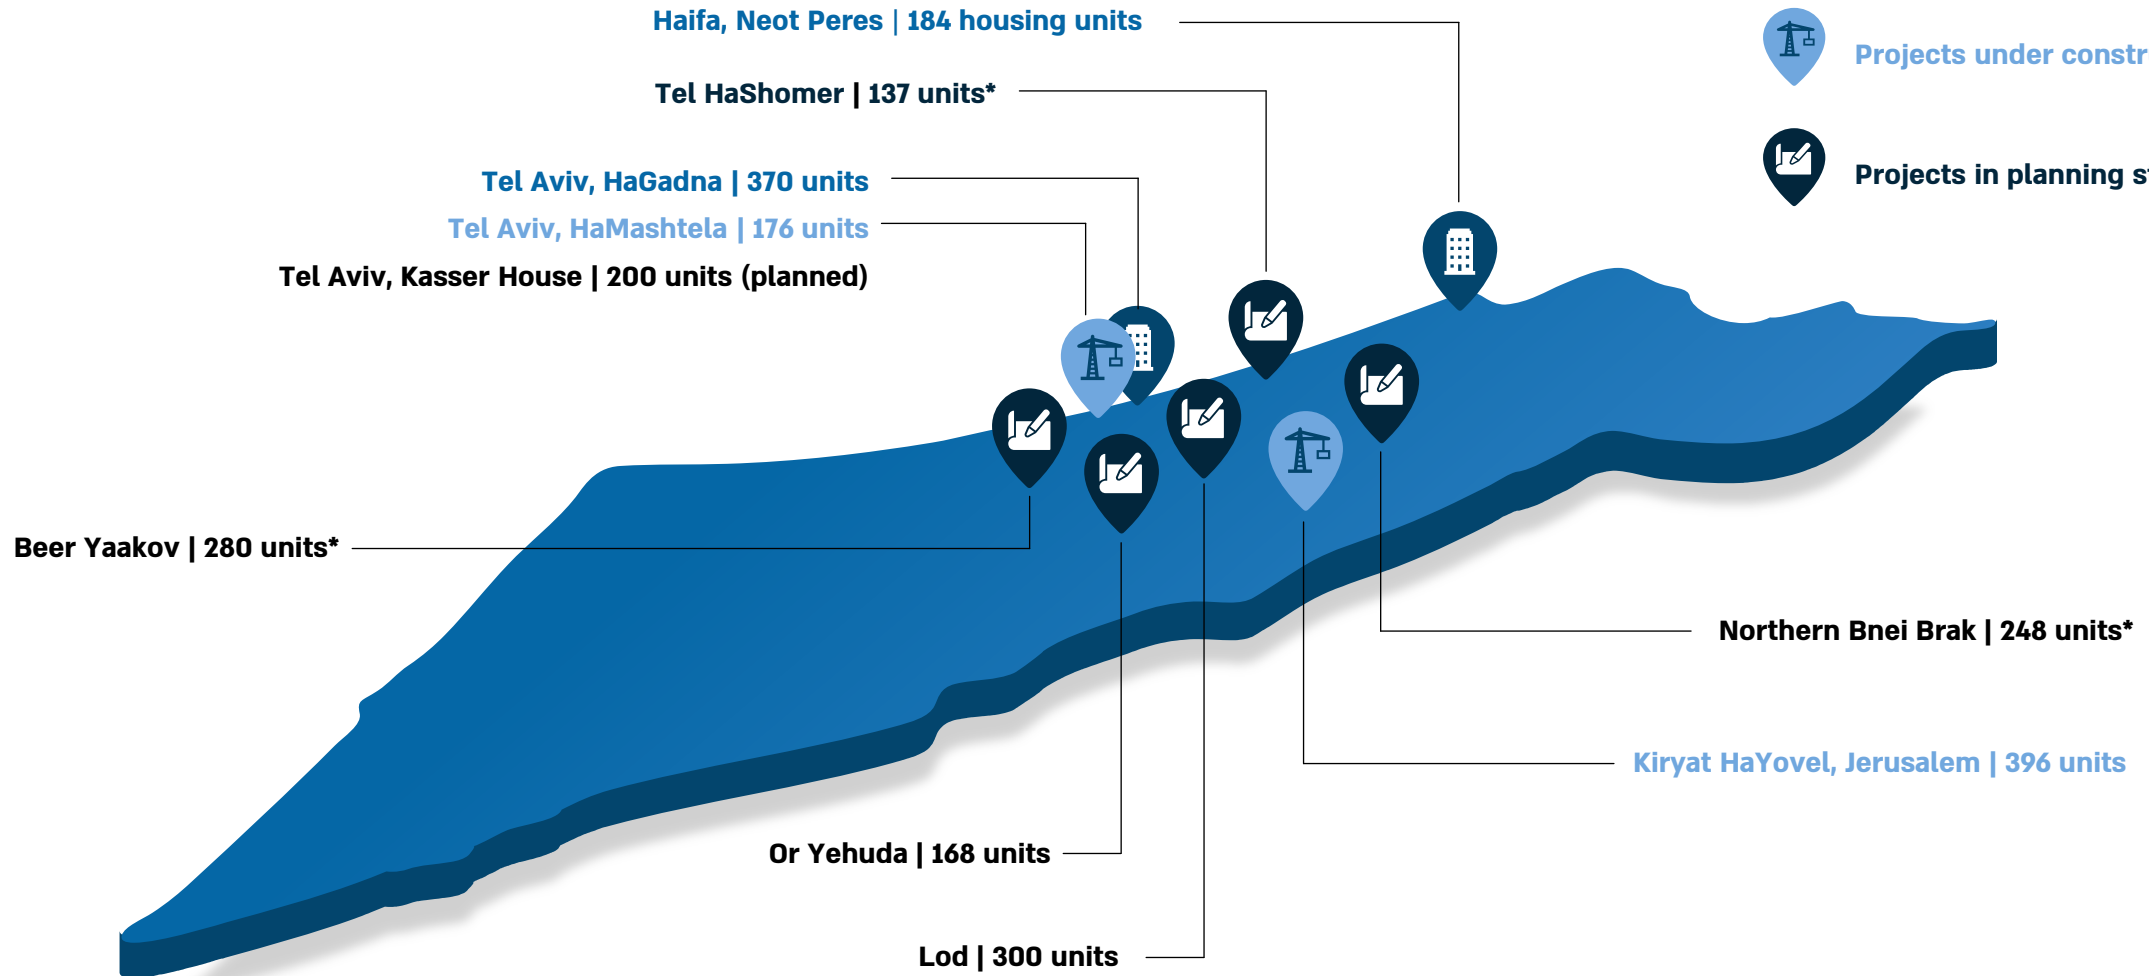 Haifa, Neot Peres | 184 housing units
Projects under
Tel HaShomer | 137 units*
Projects in planning
Tel Aviv, HaGadna | 370 units
Tel Aviv, HaMashtela | 176 units
Tel Aviv, Kasser House | 200 units (planned)
Beer Yaakov | 280 units*
Northern Bnei Brak | 248 units*
Kiryat HaYovel, Jerusalem | 396 units
Or Yehuda | 168 units
Lod | 300 units